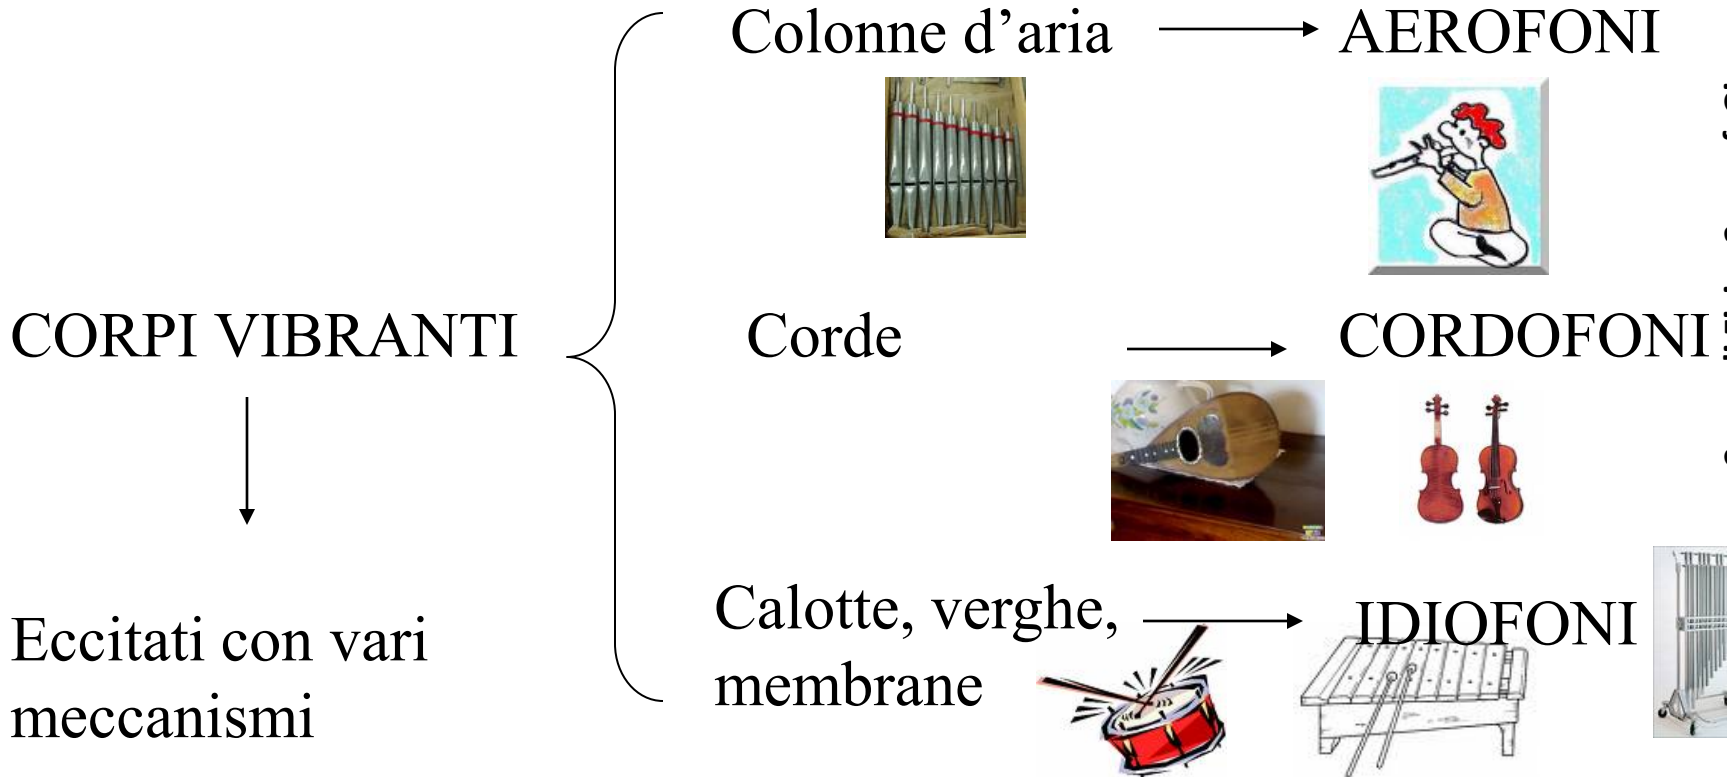 Colonne d’aria
AEROFONI
CORPI VIBRANTI
Corde
CORDOFONI
Calotte, verghe,
membrane
IDIOFONI
Eccitati con vari
meccanismi